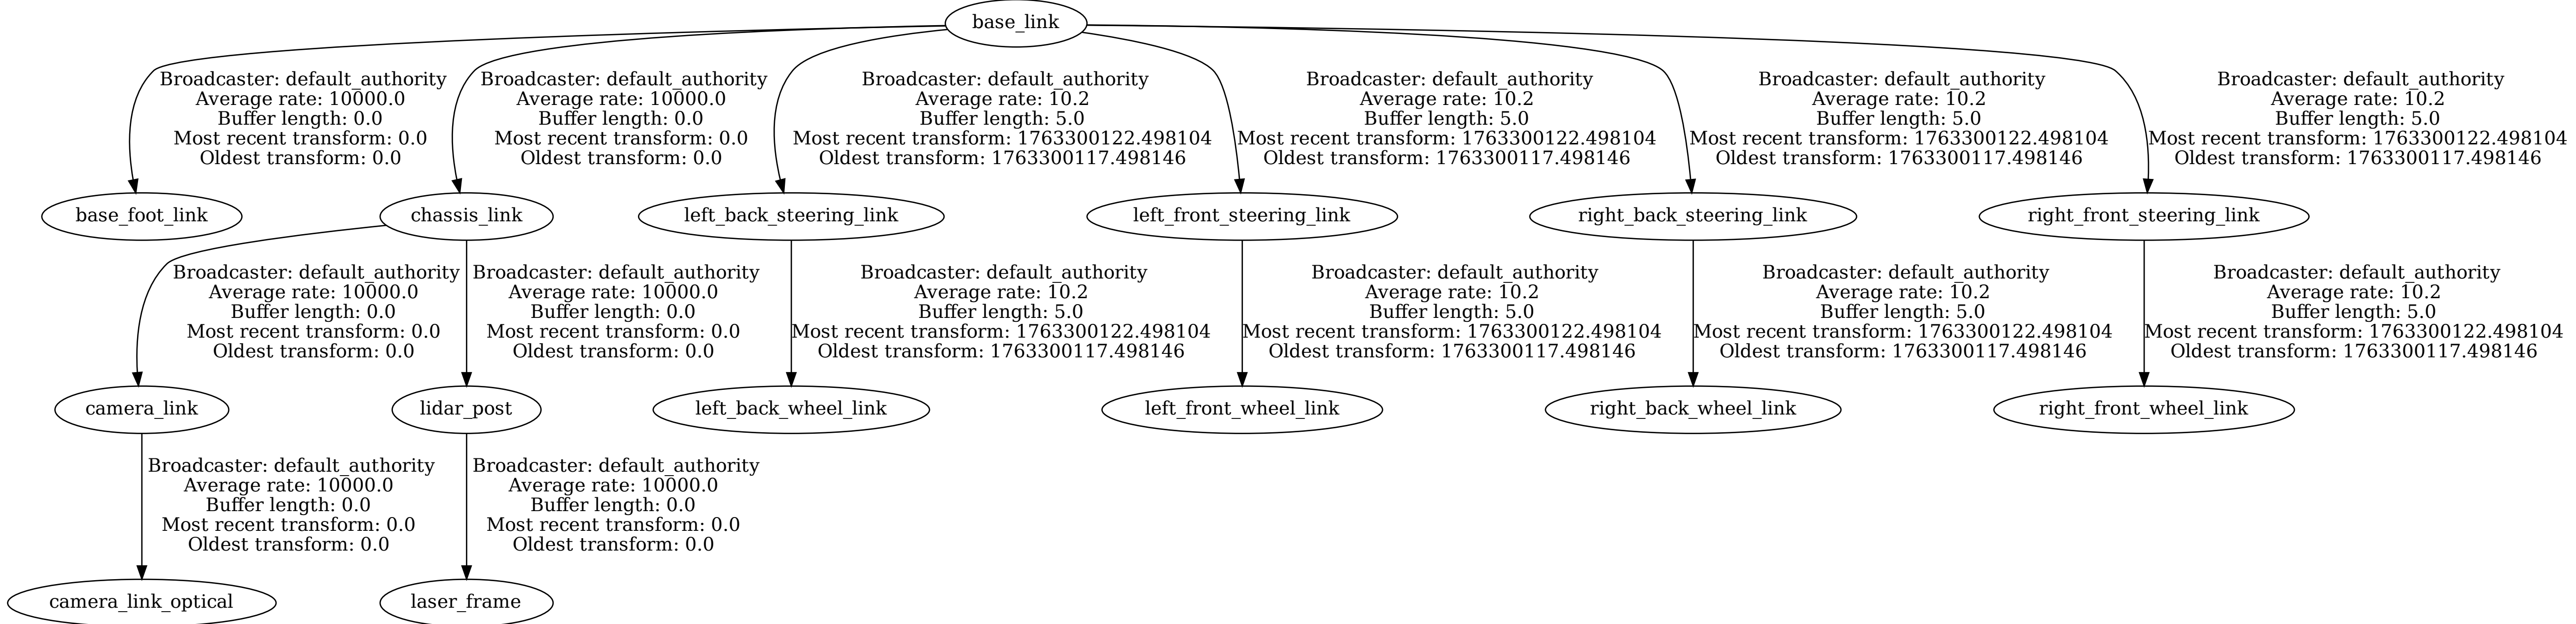 base_link
Broadcaster: default_authority
Average rate: 10000.0
Buffer length: 0.0
Most recent transform: 0.0
Oldest transform: 0.0
Broadcaster: default_authority
Average rate: 10000.0
Buffer length: 0.0
Most recent transform: 0.0
Oldest transform: 0.0
Broadcaster: default_authority
Average rate: 10.2
Buffer length: 5.0
Most recent transform: 1763300122.498104
Oldest transform: 1763300117.498146
Broadcaster: default_authority
Average rate: 10.2
Buffer length: 5.0
Most recent transform: 1763300122.498104
Oldest transform: 1763300117.498146
Broadcaster: default_authority
Average rate: 10.2
Buffer length: 5.0
Most recent transform: 1763300122.498104
Oldest transform: 1763300117.498146
Broadcaster: default_authority
Average rate: 10.2
Buffer length: 5.0
Most recent transform: 1763300122.498104
Oldest transform: 1763300117.498146
base_foot_link
chassis_link
left_back_steering_link
left_front_steering_link
right_back_steering_link
right_front_steering_link
Broadcaster: default_authority
Average rate: 10000.0
Buffer length: 0.0
Most recent transform: 0.0
Oldest transform: 0.0
Broadcaster: default_authority
Average rate: 10000.0
Buffer length: 0.0
Most recent transform: 0.0
Oldest transform: 0.0
Broadcaster: default_authority
Average rate: 10.2
Buffer length: 5.0
Most recent transform: 1763300122.498104
Oldest transform: 1763300117.498146
Broadcaster: default_authority
Average rate: 10.2
Buffer length: 5.0
Most recent transform: 1763300122.498104
Oldest transform: 1763300117.498146
Broadcaster: default_authority
Average rate: 10.2
Buffer length: 5.0
Most recent transform: 1763300122.498104
Oldest transform: 1763300117.498146
Broadcaster: default_authority
Average rate: 10.2
Buffer length: 5.0
Most recent transform: 1763300122.498104
Oldest transform: 1763300117.498146
camera_link
lidar_post
left_back_wheel_link
left_front_wheel_link
right_back_wheel_link
right_front_wheel_link
Broadcaster: default_authority
Average rate: 10000.0
Buffer length: 0.0
Most recent transform: 0.0
Oldest transform: 0.0
Broadcaster: default_authority
Average rate: 10000.0
Buffer length: 0.0
Most recent transform: 0.0
Oldest transform: 0.0
camera_link_optical
laser_frame